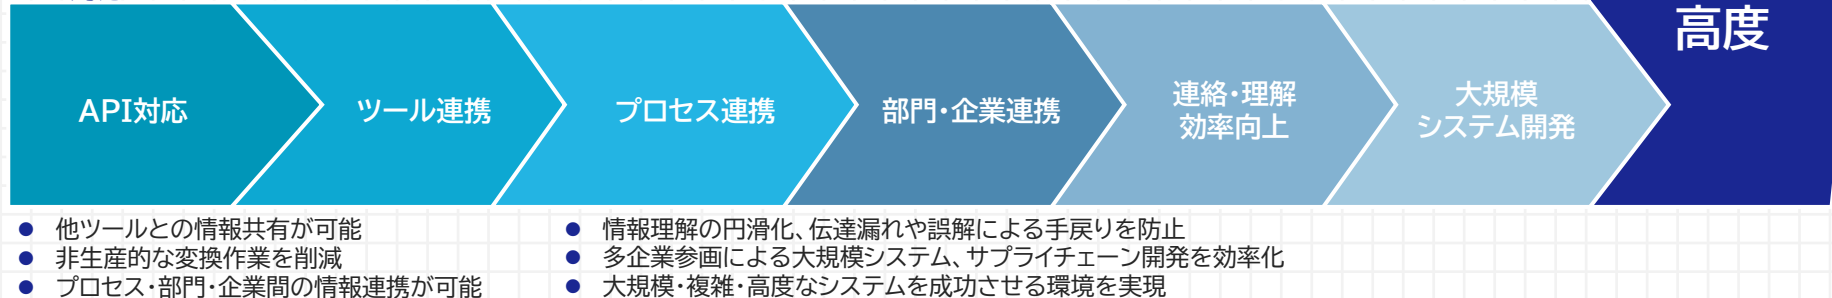 高度
API対応
ツール連携
プロセス連携
部門・企業連携
連絡・理解
効率向上
大規模
システム開発
● 他ツールとの情報共有が可能
● 非生産的な変換作業を削減
● プロセス・部門・企業間の情報連携が可能
● 情報理解の円滑化、伝達漏れや誤解による手戻りを防止
● 多企業参画による大規模システム、サプライチェーン開発を効率化
● 大規模・複雑・高度なシステムを成功させる環境を実現